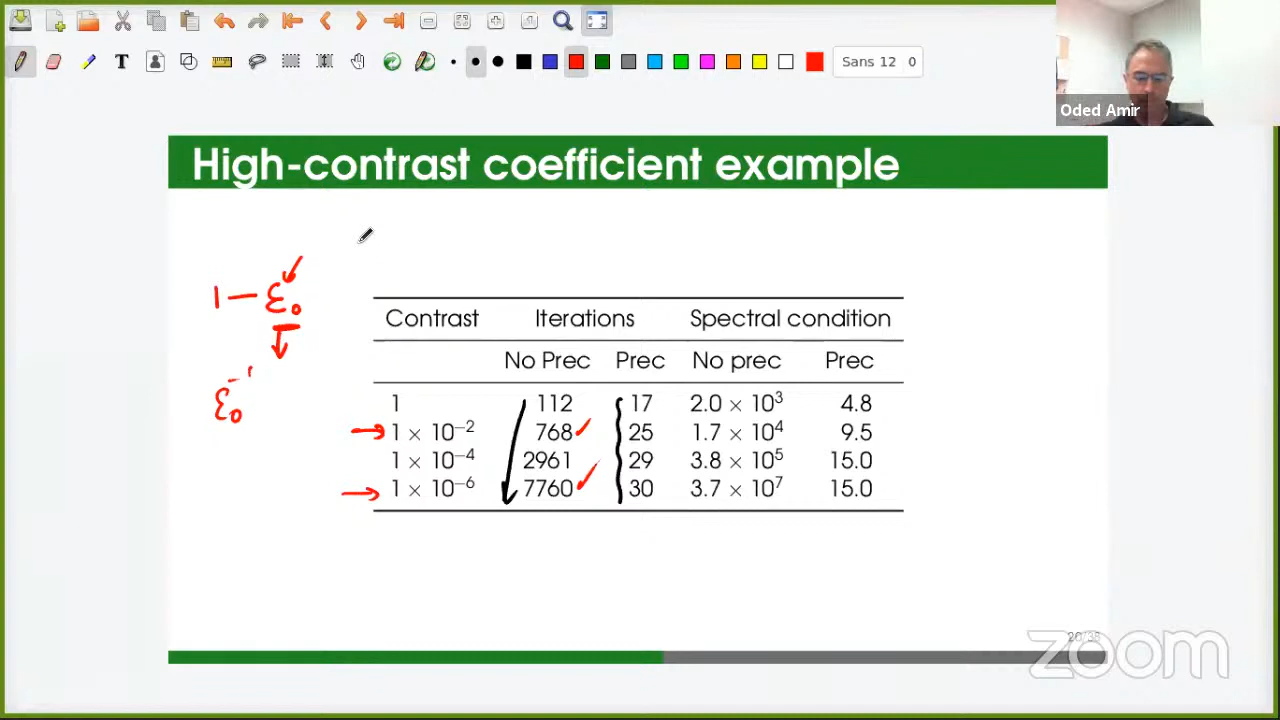 Sans 12 0
Oded Amir
High-contrast coefficient example
1 − ε₀
ε₀⁻¹
Contrast Iterations Spectral condition
No Prec Prec No prec Prec
1 112 17 2.0 × 10³ 4.8
1 × 10⁻² 768 25 1.7 × 10⁴ 9.5
1 × 10⁻⁴ 2961 29 3.8 × 10⁵ 15.0
1 × 10⁻⁶ 7760 30 3.7 × 10⁷ 15.0
zoom